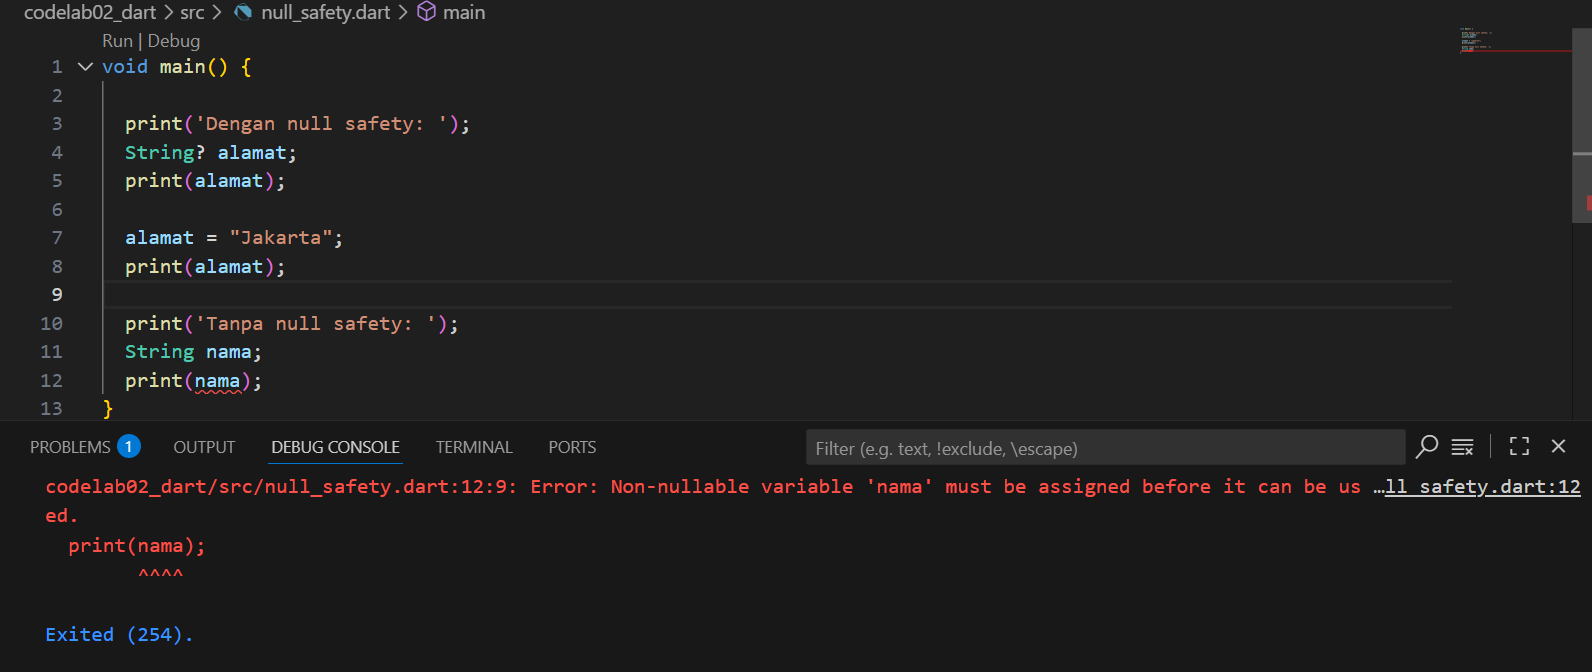 codelab02_dart > src > null_safety.dart > main
Run | Debug
1 void main() {
2
3 print('Dengan null safety: ');
4 String? alamat;
5 print(alamat);
6
7 alamat = "Jakarta";
8 print(alamat);
9
10 print('Tanpa null safety: ');
11 String nama;
12 print(nama);
13 }
PROBLEMS 1 OUTPUT DEBUG CONSOLE TERMINAL PORTS Filter (e.g. text, !exclude, \escape)
codelab02_dart/src/null_safety.dart:12:9: Error: Non-nullable variable 'nama' must be assigned before it can be us …ll_safety.dart:12
ed.
print(nama);
^^^^
Exited (254).